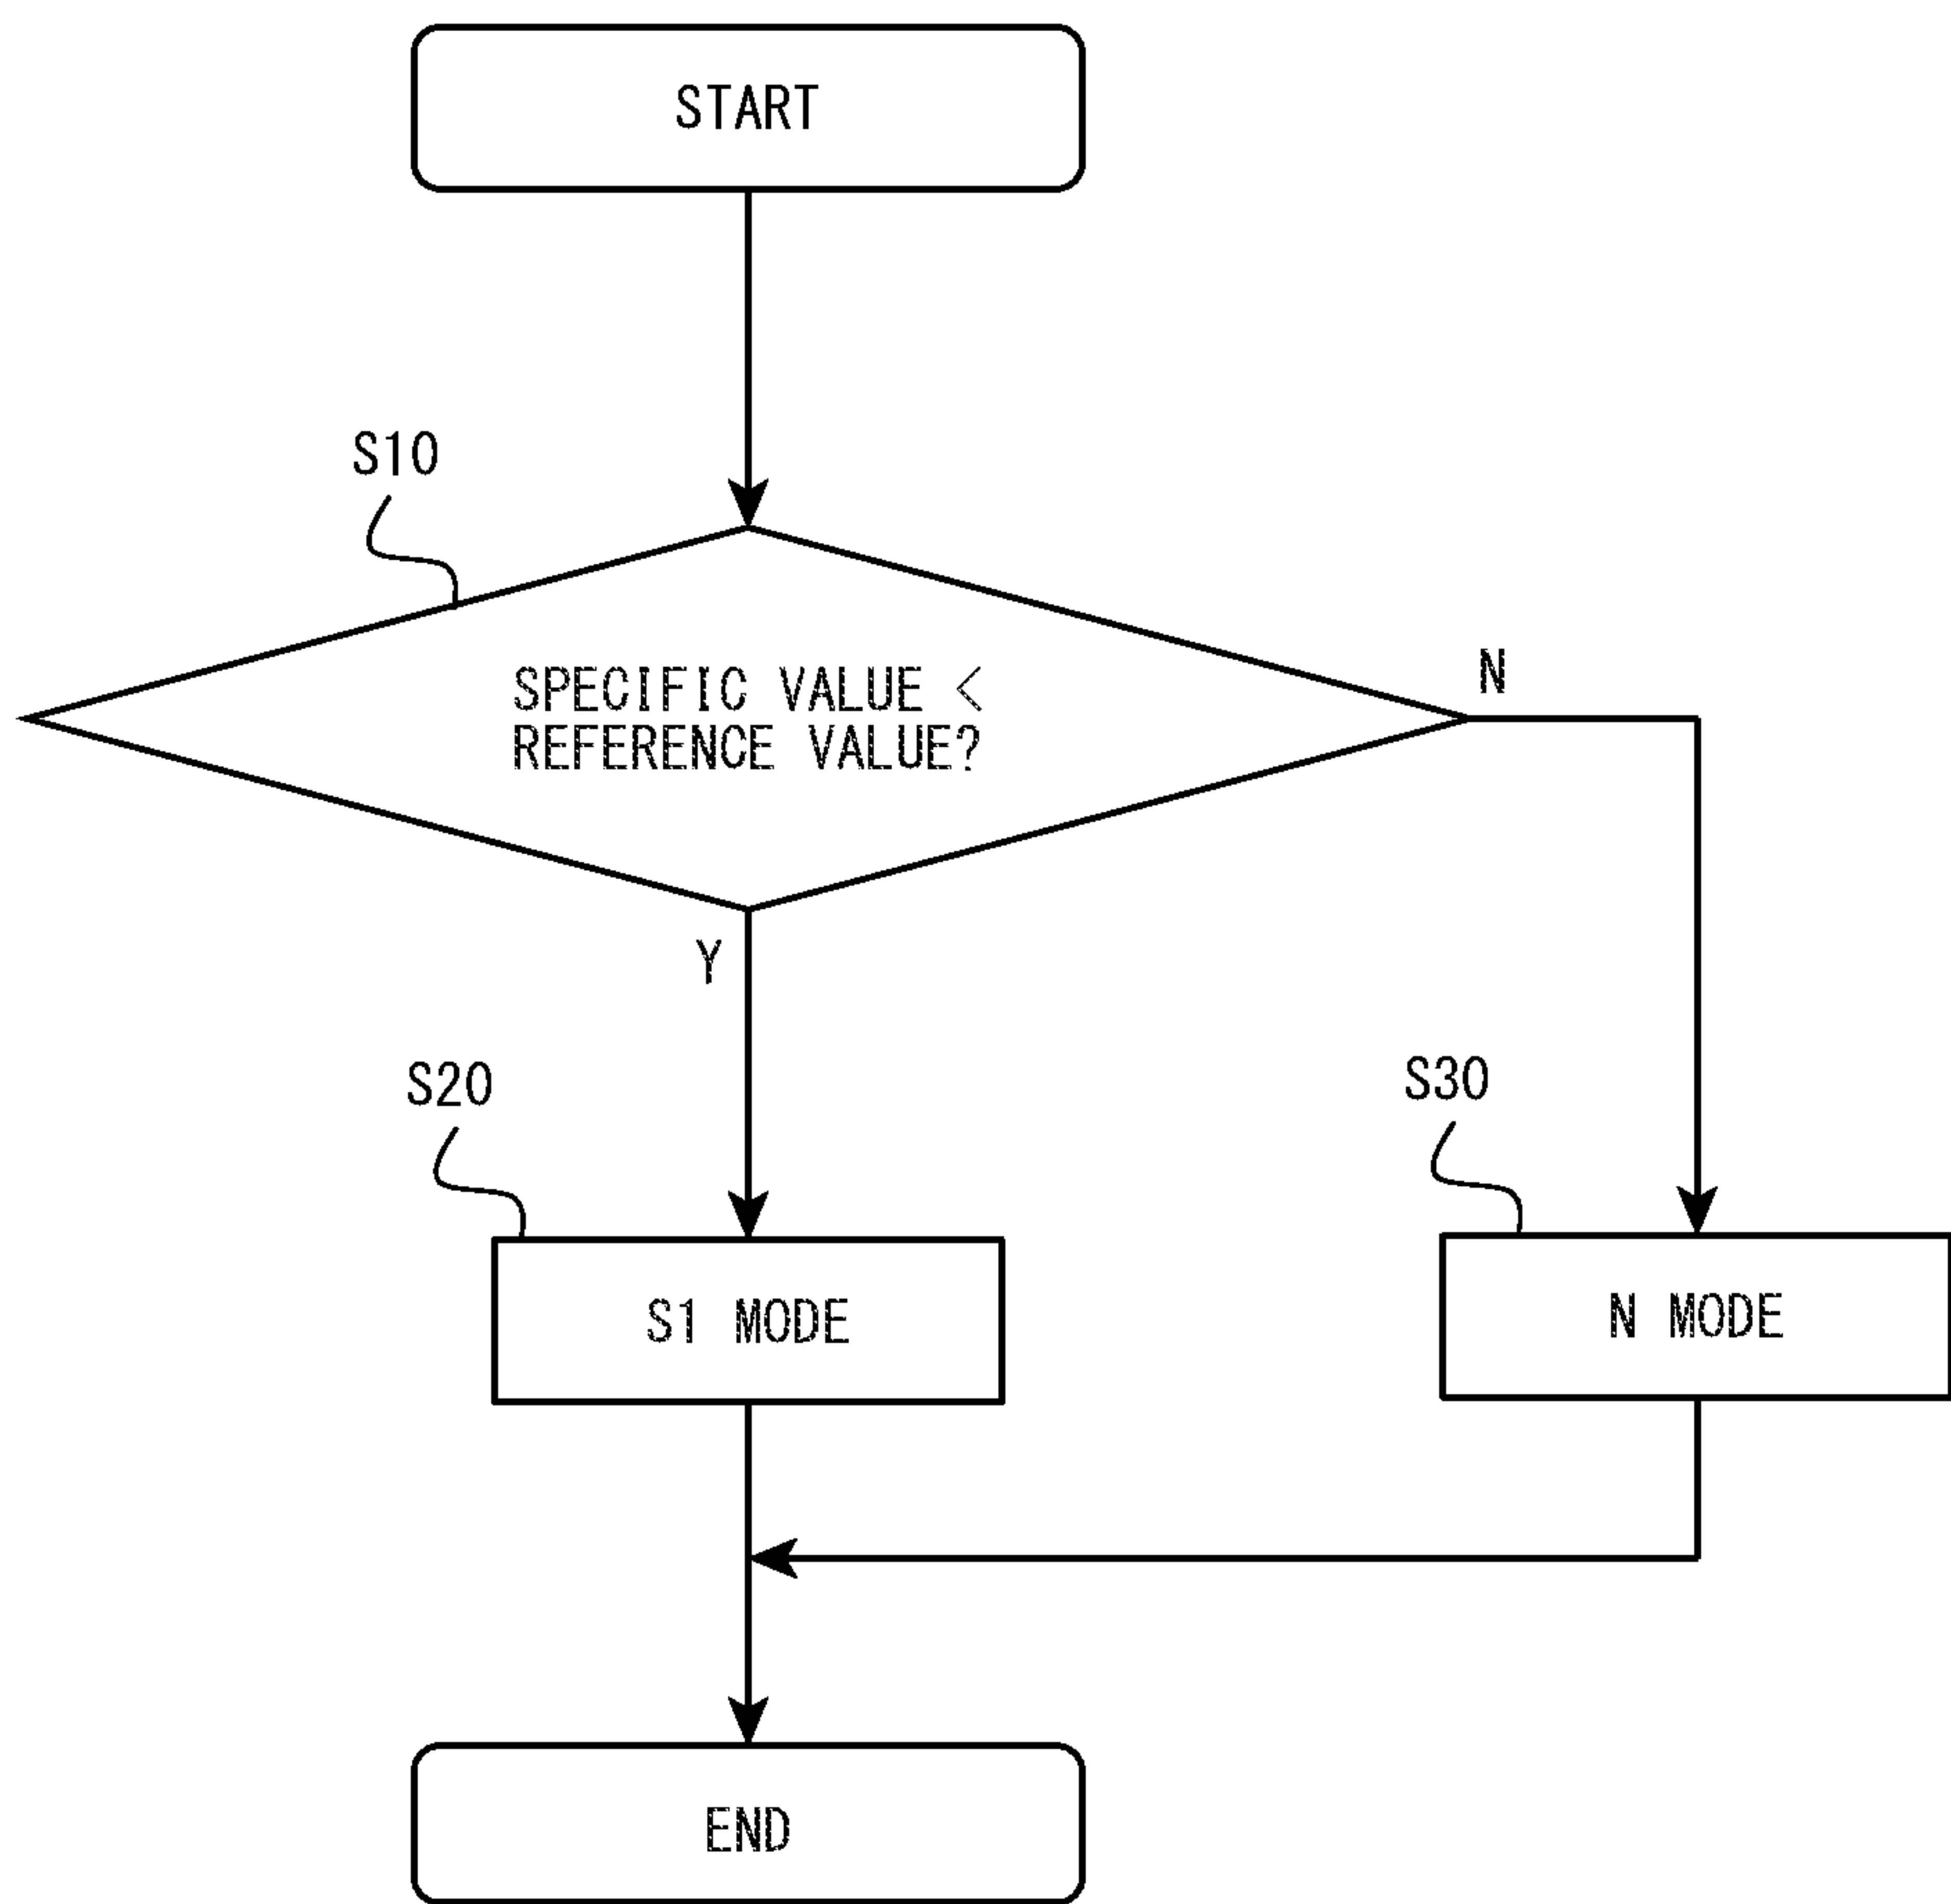 START
S10
SPECIFIC VALUE <
REFERENCE VALUE?
N
Y
S20
S30
S1 MODE
N MODE
END